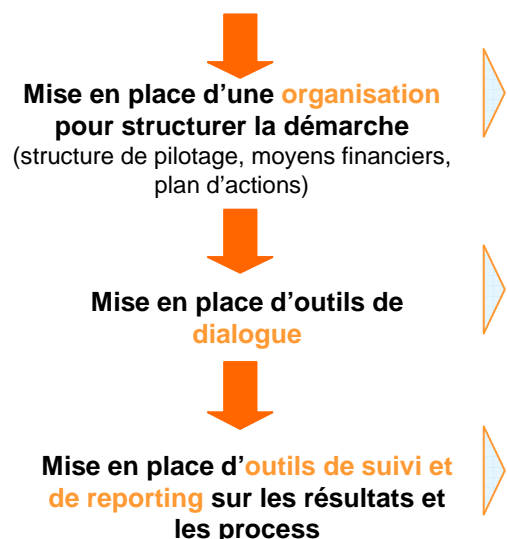 Mise en place d’une organisation
pour structurer la démarche
(structure de pilotage, moyens financiers,
plan d’actions)
Mise en place d’outils de
dialogue
Mise en place d’outils de suivi et
de reporting sur les résultats et
les process